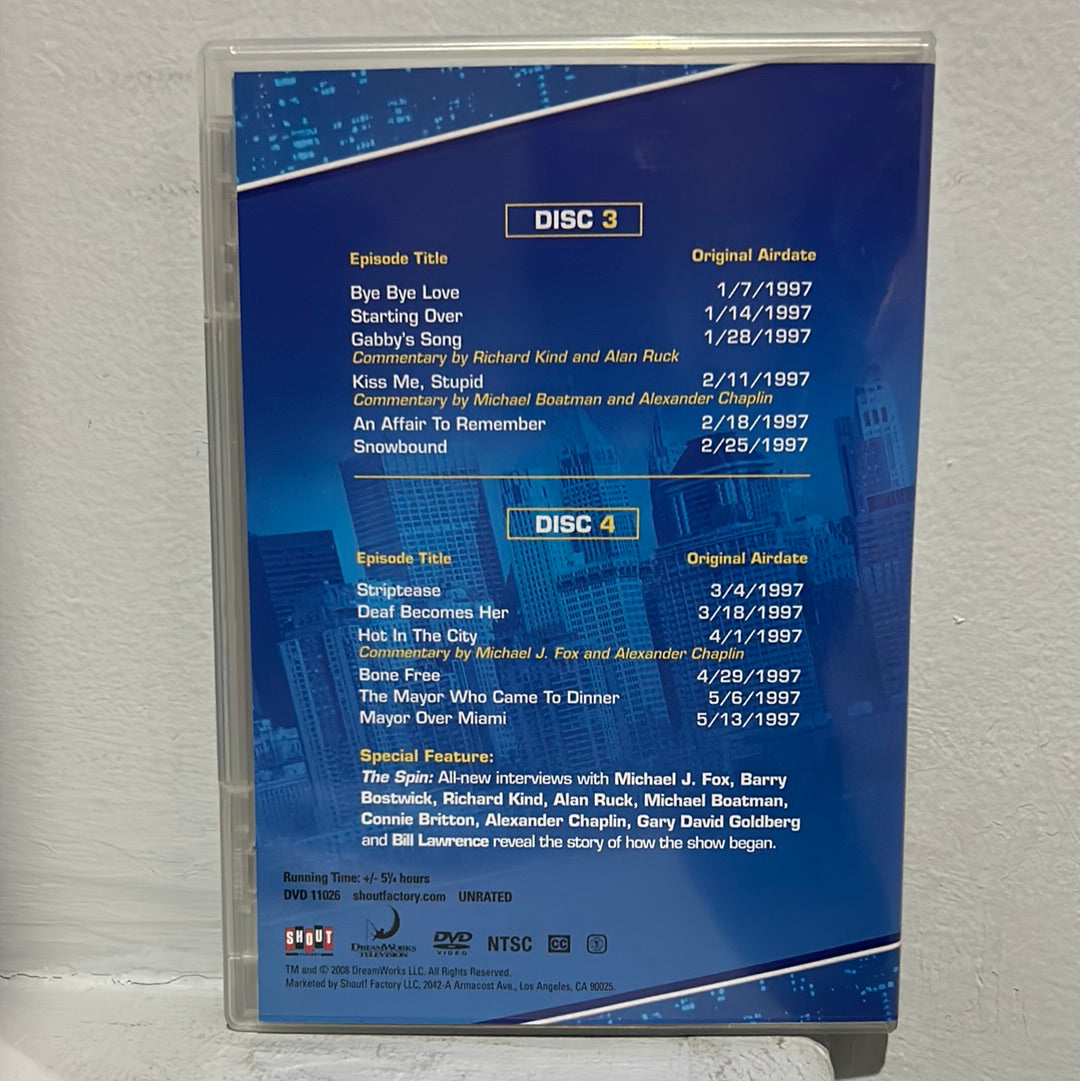 DISC 3
Episode Title Original Airdate
Bye Bye Love 1/7/1997
Starting Over 1/14/1997
Gabby's Song 1/28/1997
Commentary by Richard Kind and Alan Ruck
Kiss Me, Stupid 2/11/1997
Commentary by Michael Boatman and Alexander Chaplin
An Affair To Remember 2/18/1997
Snowbound 2/25/1997
DISC 4
Episode Title Original Airdate
Striptease 3/4/1997
Deaf Becomes Her 3/18/1997
Hot In The City 4/1/1997
Commentary by Michael J. Fox and Alexander Chaplin
Bone Free 4/29/1997
The Mayor Who Came To Dinner 5/6/1997
Mayor Over Miami 5/13/1997
Special Feature:
The Spin: All-new interviews with Michael J. Fox, Barry
Bostwick, Richard Kind, Alan Ruck, Michael Boatman,
Connie Britton, Alexander Chaplin, Gary David Goldberg
and Bill Lawrence reveal the story of how the show began.
Running Time: +/- 5¼ hours
DVD 11026 shoutfactory.com UNRATED
SHOUT DREAMWORKS TELEVISION DVD VIDEO NTSC CC 1
TM and © 2008 DreamWorks LLC. All Rights Reserved.
Marketed by Shout! Factory LLC, 2042-A Armacost Ave., Los Angeles, CA 90025.